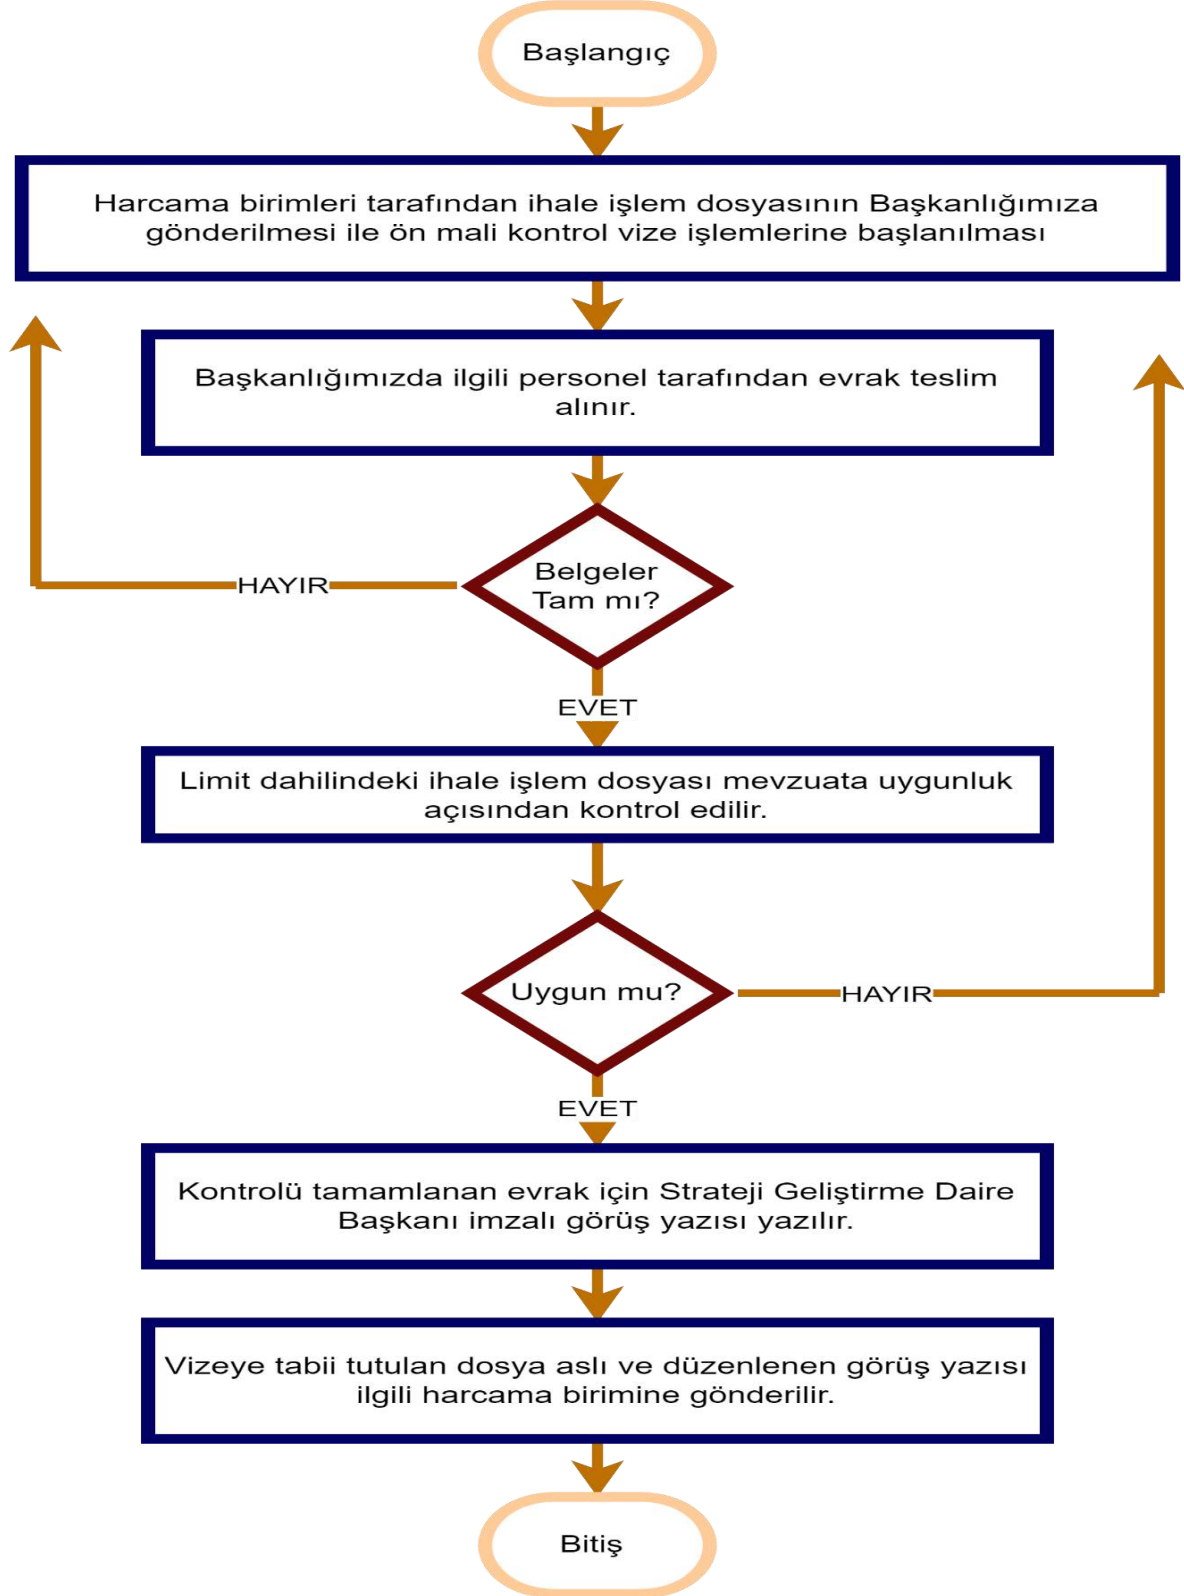 Başlangıç
Harcama birimleri tarafından ihale işlem dosyasının Başkanlığımıza
gönderilmesi ile ön mali kontrol vize işlemlerine başlanılması
Başkanlığımızda ilgili personel tarafından evrak teslim
alınır.
Belgeler
Tam mı?
HAYIR
EVET
Limit dahilindeki ihale işlem dosyası mevzuata uygunluk
açısından kontrol edilir.
Uygun mu?
HAYIR
EVET
Kontrolü tamamlanan evrak için Strateji Geliştirme Daire
Başkanı imzalı görüş yazısı yazılır.
Vizeye tabii tutulan dosya aslı ve düzenlenen görüş yazısı
ilgili harcama birimine gönderilir.
Bitiş